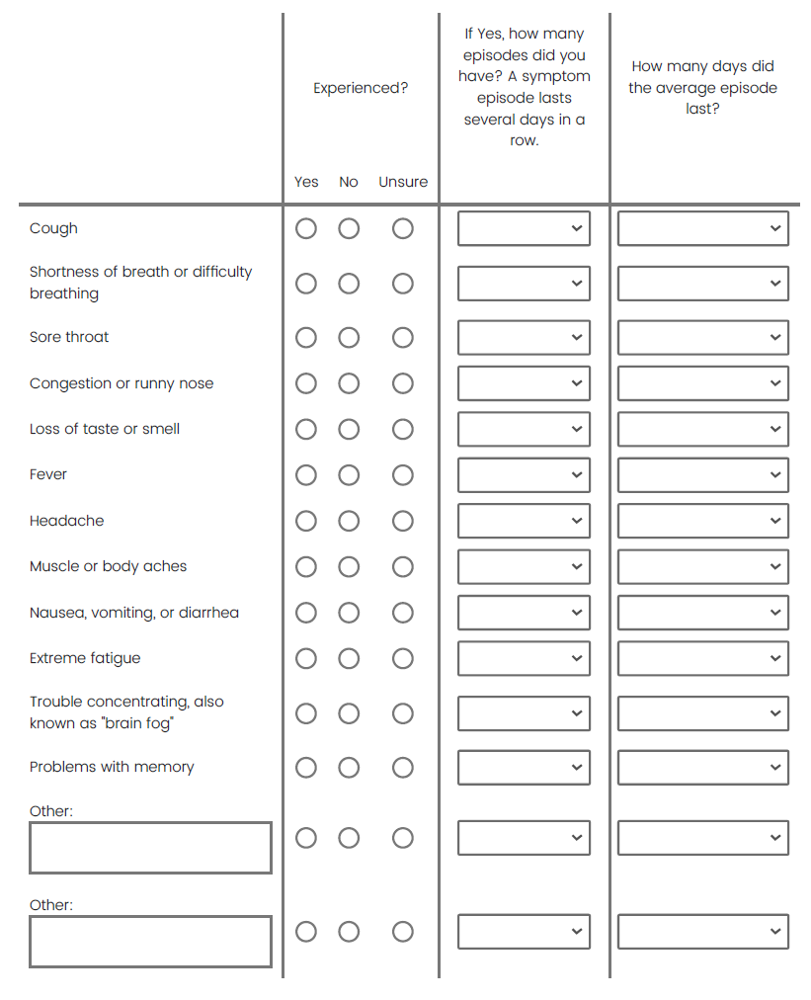 Experienced?
If Yes, how many
episodes did you
have? A symptom
episode lasts
several days in a
row.
How many days did
the average episode
last?
Yes No Unsure
Cough
Shortness of breath or difficulty
breathing
Sore throat
Congestion or runny nose
Loss of taste or smell
Fever
Headache
Muscle or body aches
Nausea, vomiting, or diarrhea
Extreme fatigue
Trouble concentrating, also
known as "brain fog"
Problems with memory
Other:
Other: